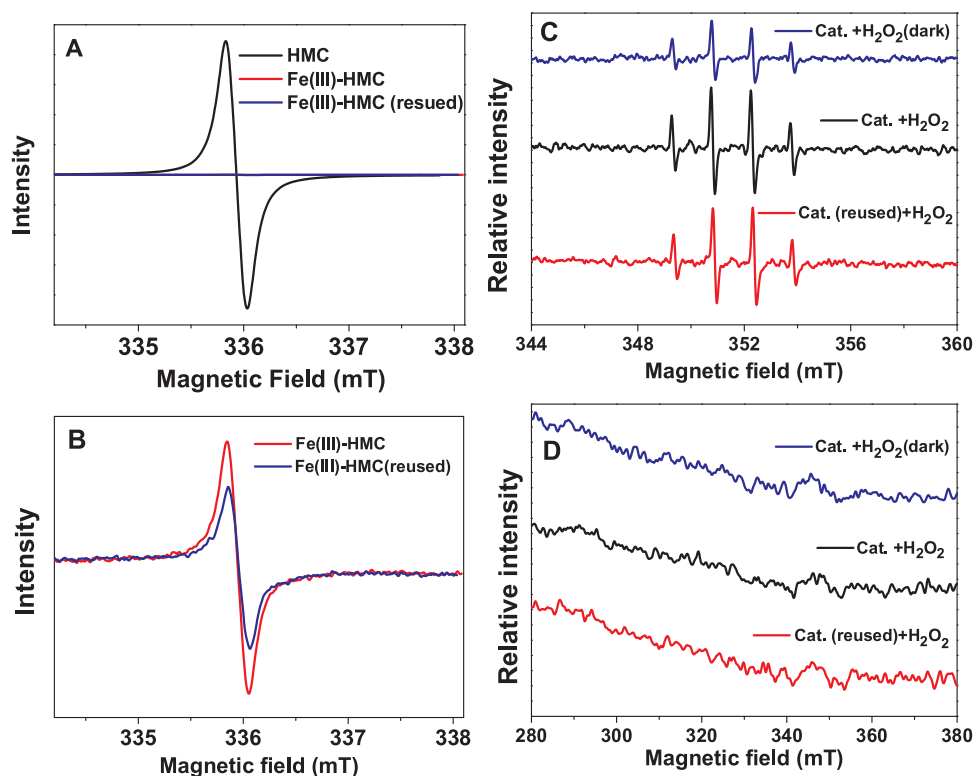 A
HMC
Fe(III)-HMC
Fe(III)-HMC (resued)
Intensity
335 336 337 338
Magnetic Field (mT)
C
Cat. +H₂O₂(dark)
Cat. +H₂O₂
Cat. (reused)+H₂O₂
Relative intensity
344 348 352 356 360
Magnetic field (mT)
B
Fe(III)-HMC
Fe(III)-HMC(reused)
Intensity
335 336 337 338
Magnetic field (mT)
D
Cat. +H₂O₂(dark)
Cat. +H₂O₂
Cat. (reused)+H₂O₂
Relative intensity
280 300 320 340 360 380
Magnetic field (mT)